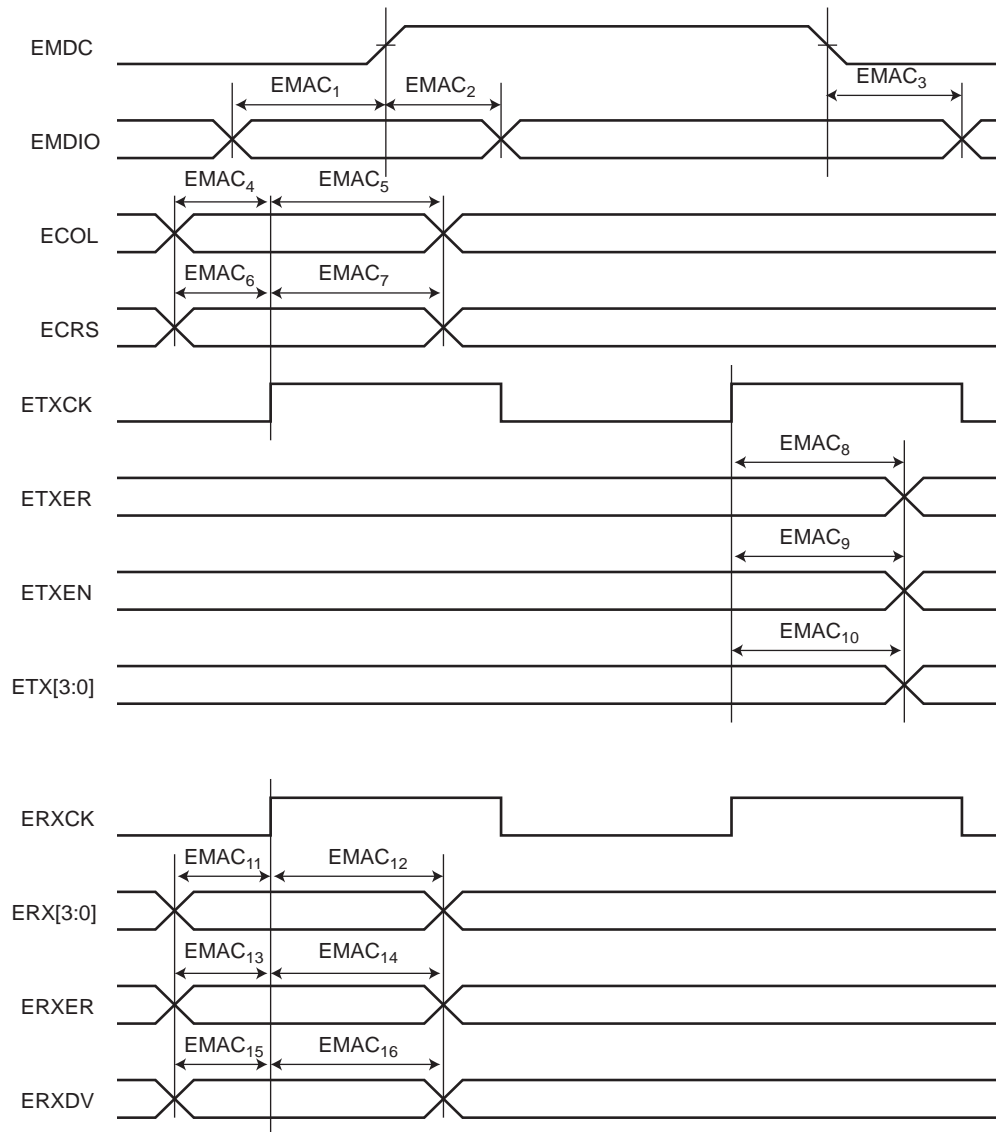 EMDC
EMAC1 EMAC2 EMAC3
EMDIO
EMAC4 EMAC5
ECOL
EMAC6 EMAC7
ECRS
ETXCK
EMAC8
ETXER
EMAC9
ETXEN
EMAC10
ETX[3:0]
ERXCK
EMAC11 EMAC12
ERX[3:0]
EMAC13 EMAC14
ERXER
EMAC15 EMAC16
ERXDV